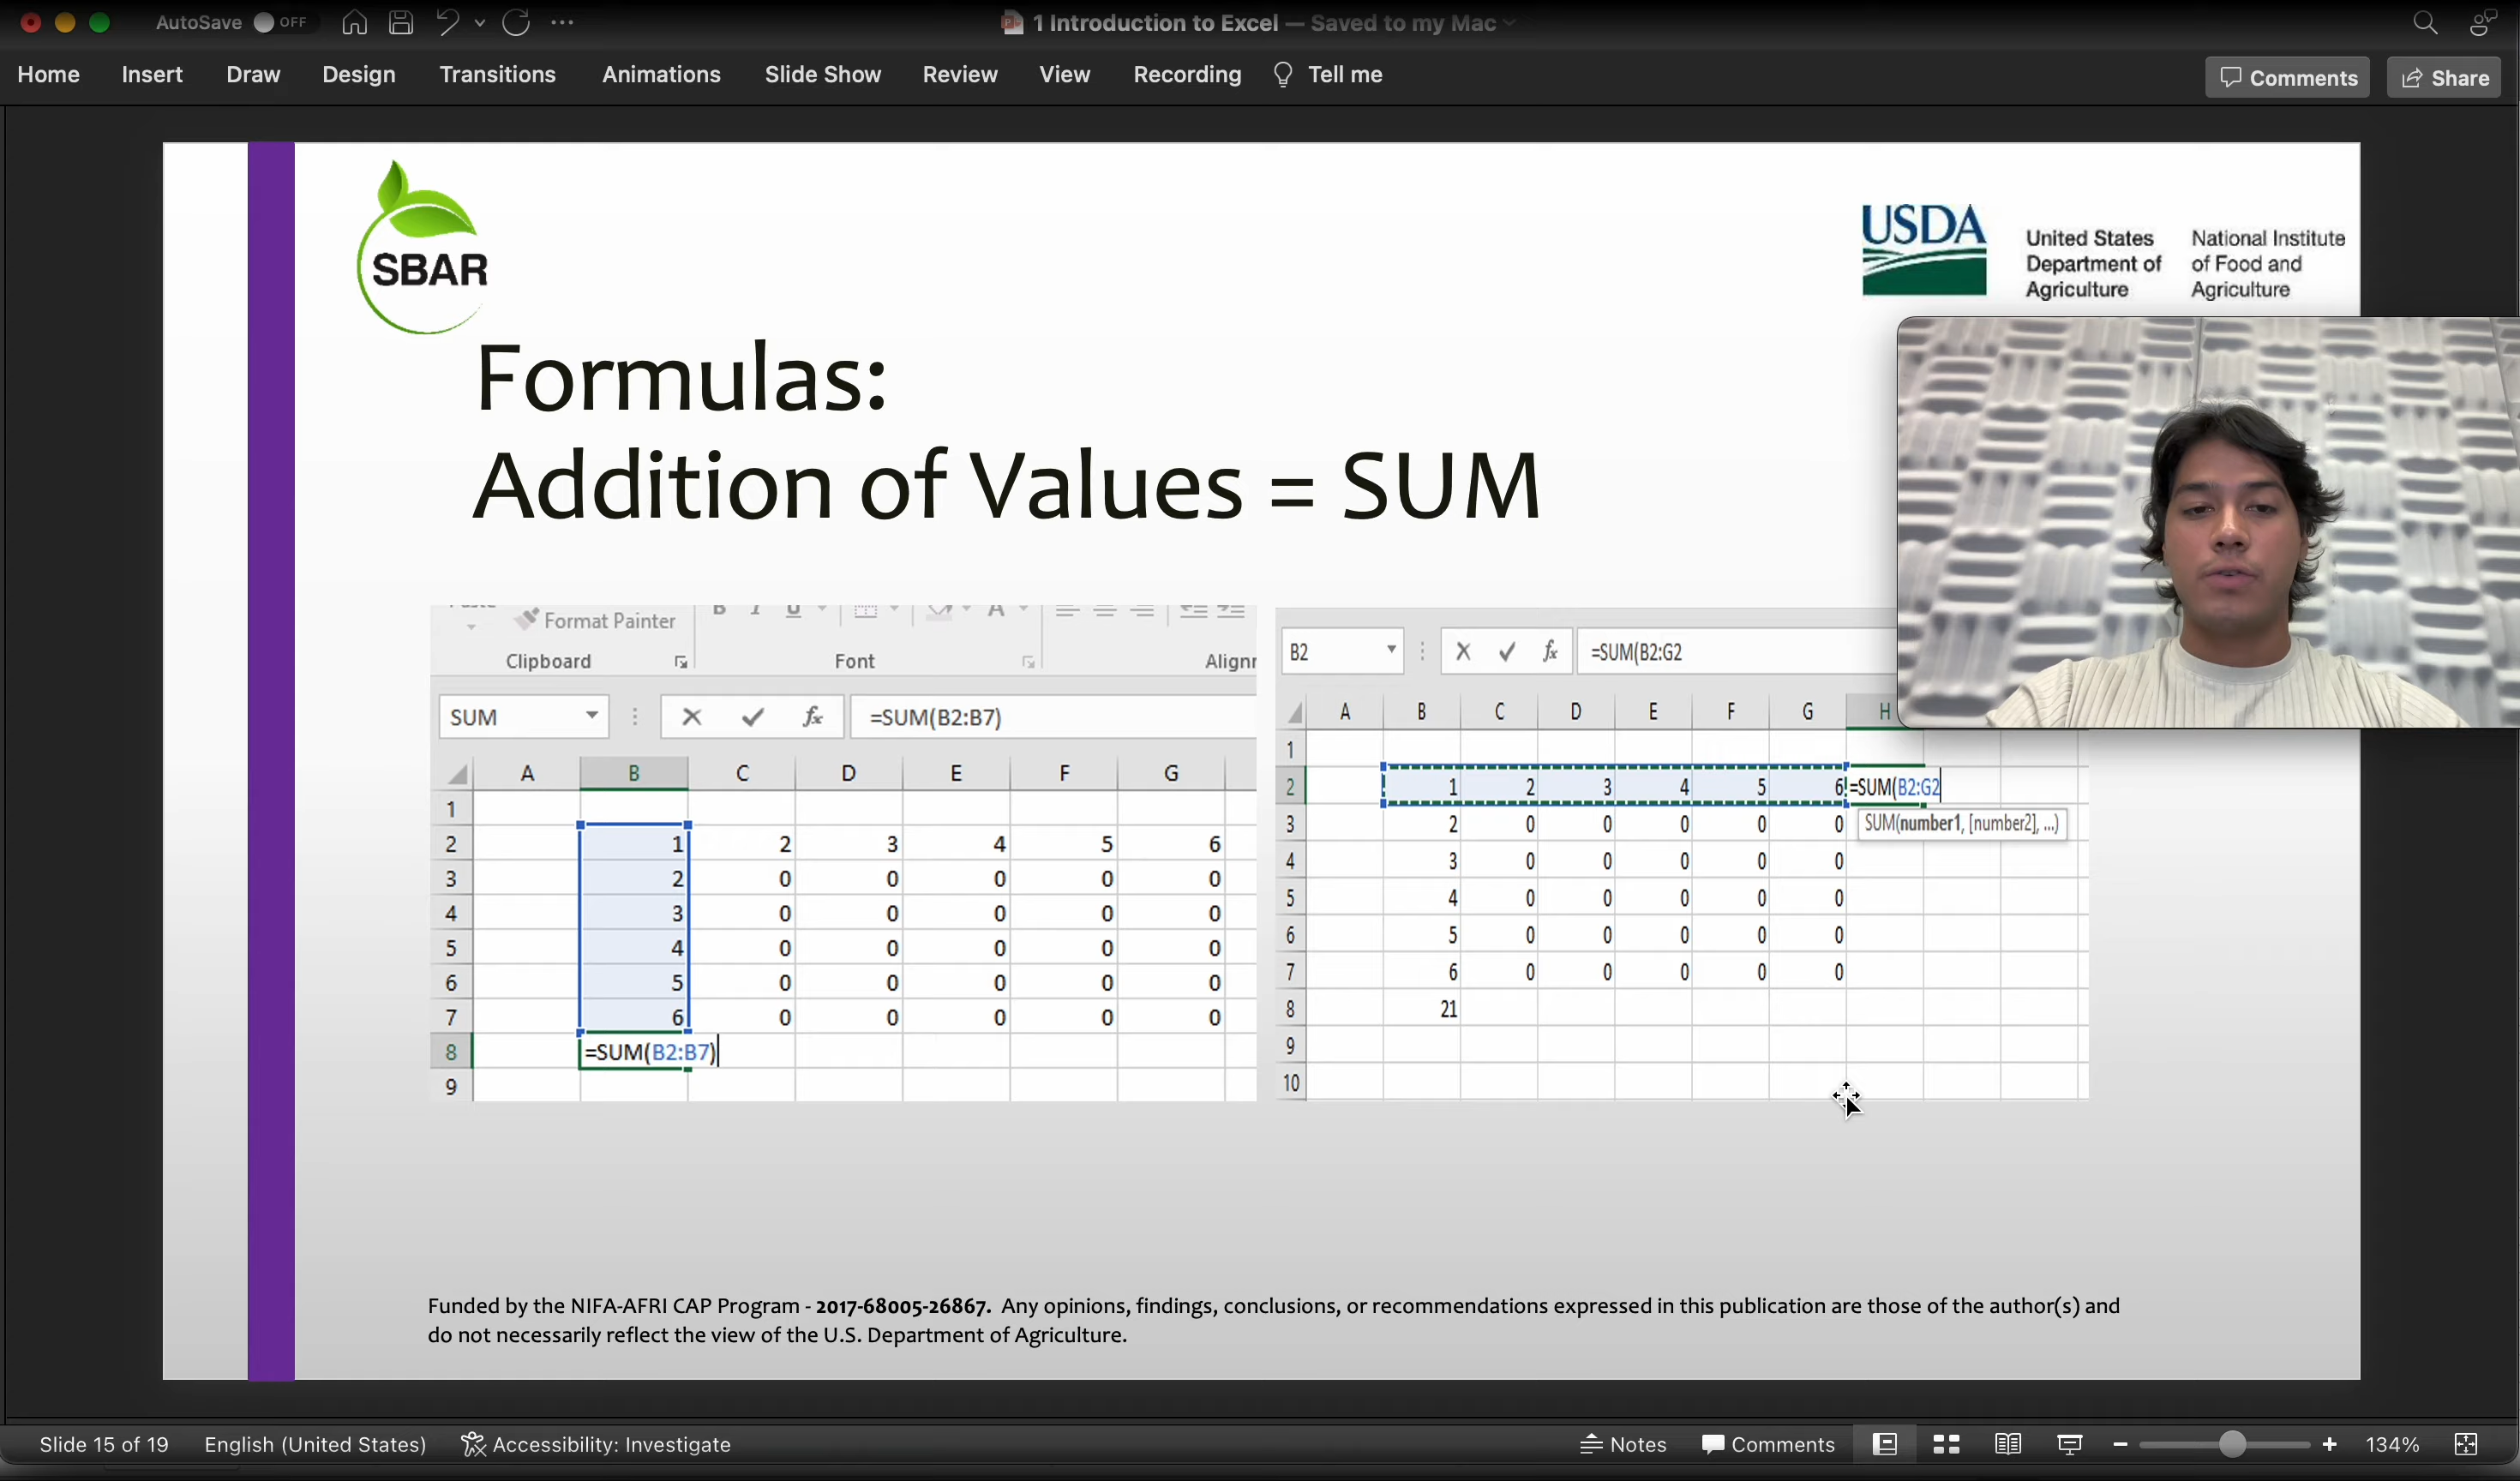 AutoSave OFF
1 Introduction to Excel — Saved to my Mac
Home Insert Draw Design Transitions Animations Slide Show Review View Recording Tell me
Comments Share
SBAR
USDA
United States
Department of
Agriculture
National Institute
of Food and
Agriculture
Formulas:
Addition of Values = SUM
Format Painter B I U A
Clipboard Font
SUM fx =SUM(B2:B7)
A B C D E F G
1
2 1 2 3 4 5 6
3 2 0 0 0 0 0
4 3 0 0 0 0 0
5 4 0 0 0 0 0
6 5 0 0 0 0 0
7 6 0 0 0 0 0
8 =SUM(B2:B7)
9
B2 fx =SUM(B2:G2
A B C D E F G H
1
2 1 2 3 4 5 6 =SUM(B2:G2
3 2 0 0 0 0 0 SUM(number1, [number2], ...)
4 3 0 0 0 0 0
5 4 0 0 0 0 0
6 5 0 0 0 0 0
7 6 0 0 0 0 0
8 21
9
10
Funded by the NIFA-AFRI CAP Program - 2017-68005-26867. Any opinions, findings, conclusions, or recommendations expressed in this publication are those of the author(s) and
do not necessarily reflect the view of the U.S. Department of Agriculture.
Slide 15 of 19 English (United States) Accessibility: Investigate Notes Comments 134%